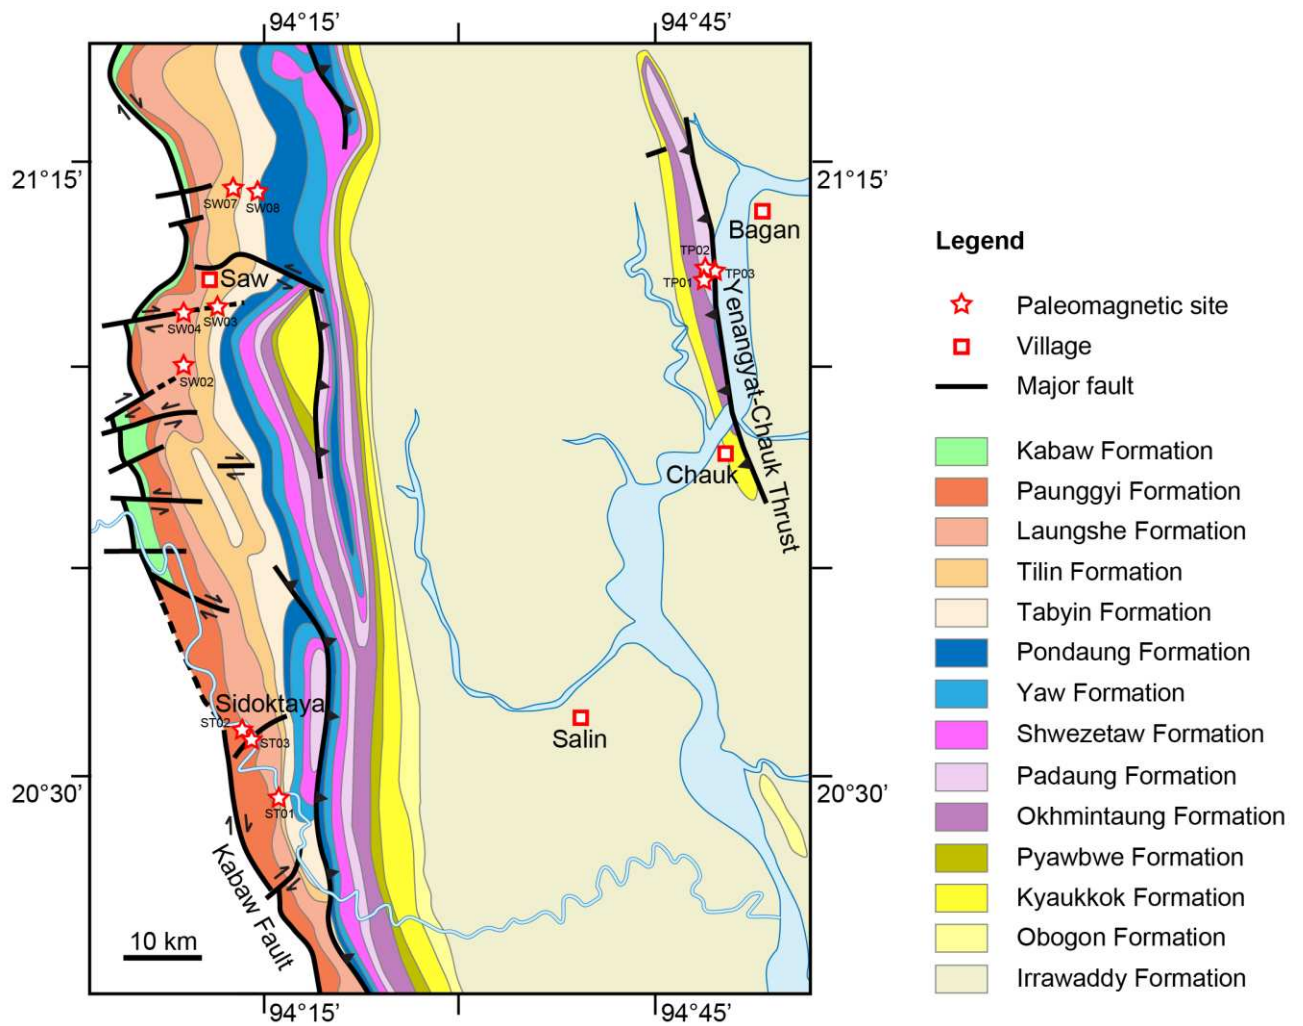 94°15’
94°45’
21°15’
21°15’
SW07
SW08
Bagan
TP02
TP03
TP01
Saw
SW03
SW04
SW02
Yenangyat-Chauk Thrust
Chauk
Sidoktaya
ST02
ST03
Salin
20°30’
20°30’
ST01
Kabaw Fault
10 km
94°15’
94°45’
Legend
Paleomagnetic site
Village
Major fault
Kabaw Formation
Paunggyi Formation
Laungshe Formation
Tilin Formation
Tabyin Formation
Pondaung Formation
Yaw Formation
Shwezetaw Formation
Padaung Formation
Okhmintaung Formation
Pyawbwe Formation
Kyaukkok Formation
Obogon Formation
Irrawaddy Formation